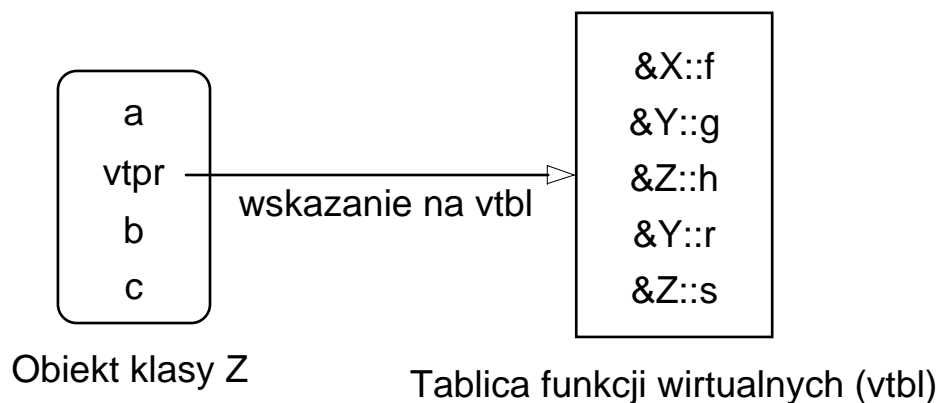 a
vtpr
b
c
wskazanie na vtbl
&X::f
&Y::g
&Z::h
&Y::r
&Z::s
Obiekt klasy Z
Tablica funkcji wirtualnych (vtbl)